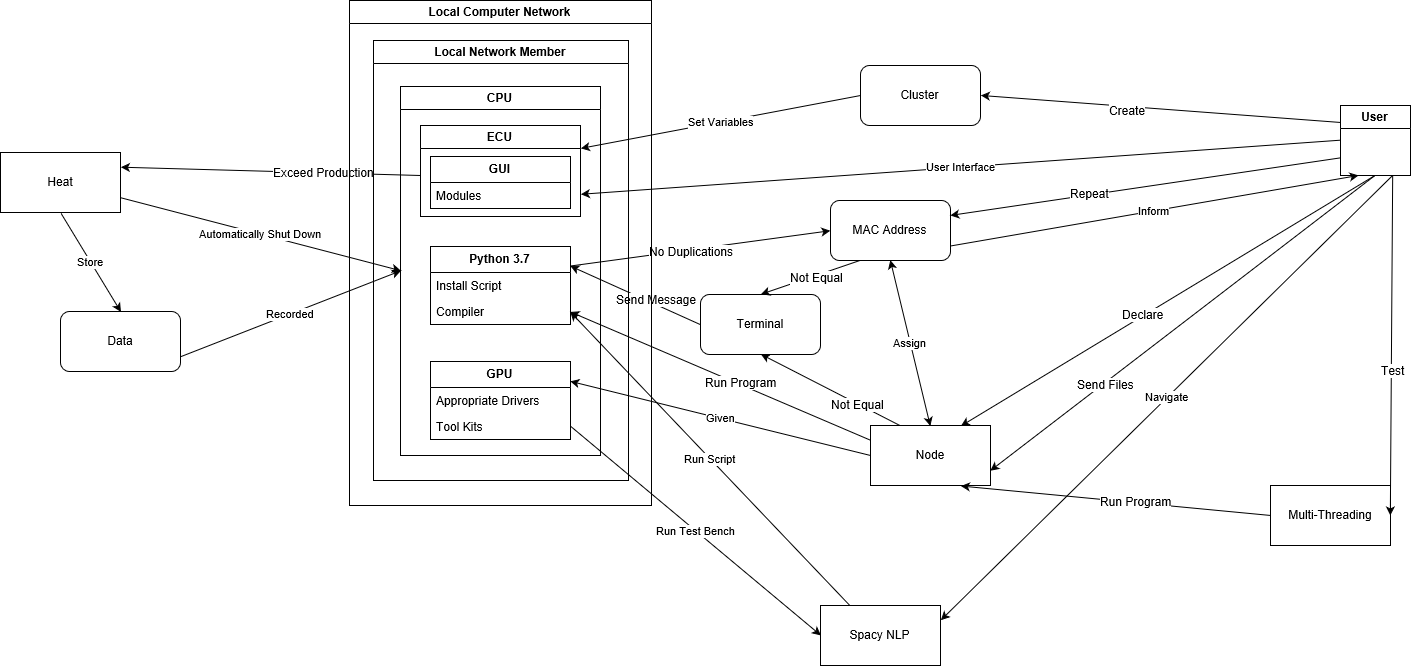 Local Computer Network
Local Network Member
CPU
ECU
GUI
Modules
Python 3.7
Install Script
Compiler
GPU
Appropriate Drivers
Tool Kits
Heat
Exceed Production
Automatically Shut Down
Store
Data
Recorded
Cluster
Set Variables
Create
User
User Interface
Repeat
Inform
MAC Address
No Duplications
Not Equal
Send Message
Terminal
Assign
Declare
Run Program
Send Files
Test
Navigate
Not Equal
Given
Node
Run Script
Run Program
Multi-Threading
Run Test Bench
Spacy NLP